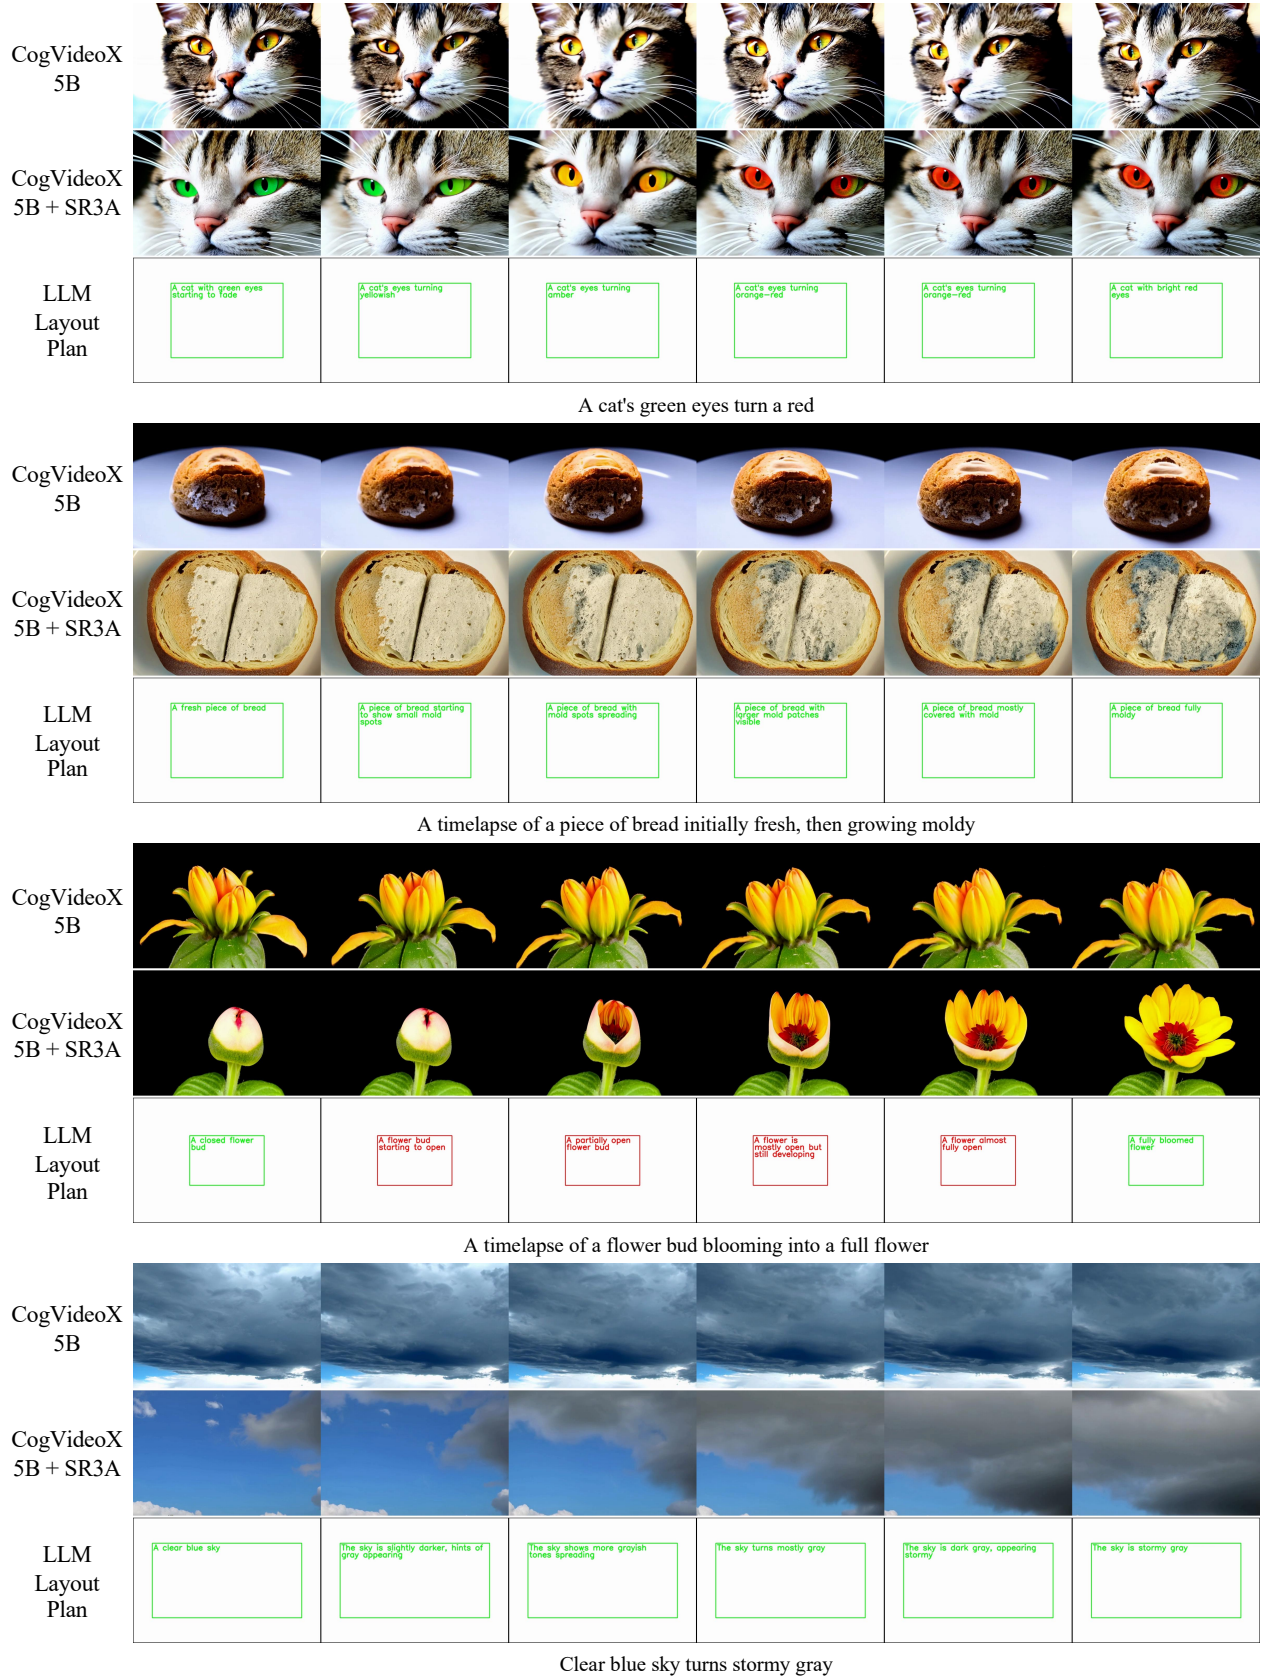 CogVideoX
5B
CogVideoX
5B + SR3A
LLM
Layout
Plan
A cat with green eyes
starting to fade
A cat's eyes turning
yellowish
A cat's eyes turning
amber
A cat's eyes turning
orange-red
A cat's eyes turning
orange-red
A cat with bright red
eyes
A cat's green eyes turn a red
CogVideoX
5B
CogVideoX
5B + SR3A
LLM
Layout
Plan
A fresh piece of bread
A piece of bread starting
to show small mold
spots
A piece of bread with
mold spots spreading
A piece of bread with
larger mold patches
visible
A piece of bread mostly
covered with mold
A piece of bread fully
moldy
A timelapse of a piece of bread initially fresh, then growing moldy
CogVideoX
5B
CogVideoX
5B + SR3A
LLM
Layout
Plan
A closed flower
bud
A flower bud
starting to open
A partially open
flower bud
A flower is
mostly open but
still developing
A flower almost
fully open
A fully bloomed
flower
A timelapse of a flower bud blooming into a full flower
CogVideoX
5B
CogVideoX
5B + SR3A
LLM
Layout
Plan
A clear blue sky
The sky is slightly darker, hints of
gray appearing
The sky shows more grayish
tones spreading
The sky turns mostly gray
The sky is dark gray, appearing
stormy
The sky is stormy gray
Clear blue sky turns stormy gray